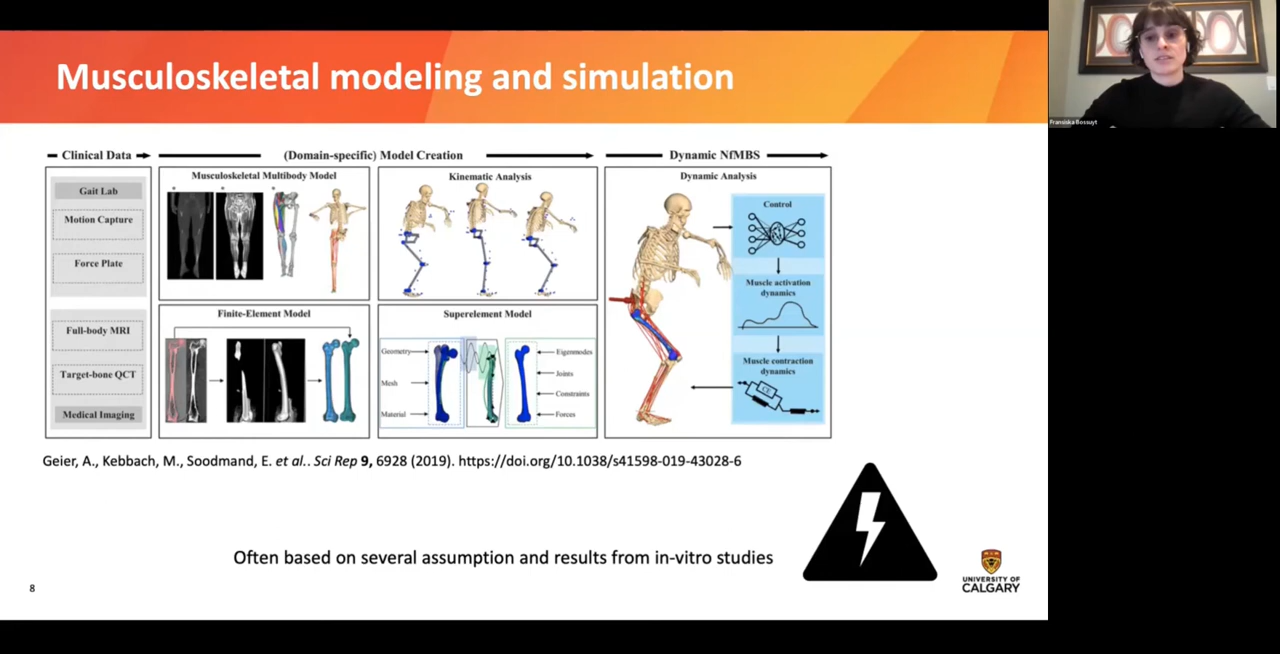 Musculoskeletal modeling and simulation
Fransiska Bossuyt
Clinical Data
(Domain-specific) Model Creation
Dynamic NfMBS
Gait Lab
Motion Capture
Force Plate
Full-body MRI
Target-bone QCT
Medical Imaging
Musculoskeletal Multibody Model
* * *
Kinematic Analysis
Finite-Element Model
Superelement Model
Geometry
Mesh
Material
Eigenmodes
Joints
Constraints
Forces
Dynamic Analysis
Control
Muscle activation
dynamics
Muscle contraction
dynamics
CE
Geier, A., Kebbach, M., Soodmand, E. et al.. Sci Rep 9, 6928 (2019). https://doi.org/10.1038/s41598-019-43028-6
Often based on several assumption and results from in-vitro studies
8
UNIVERSITY OF
CALGARY